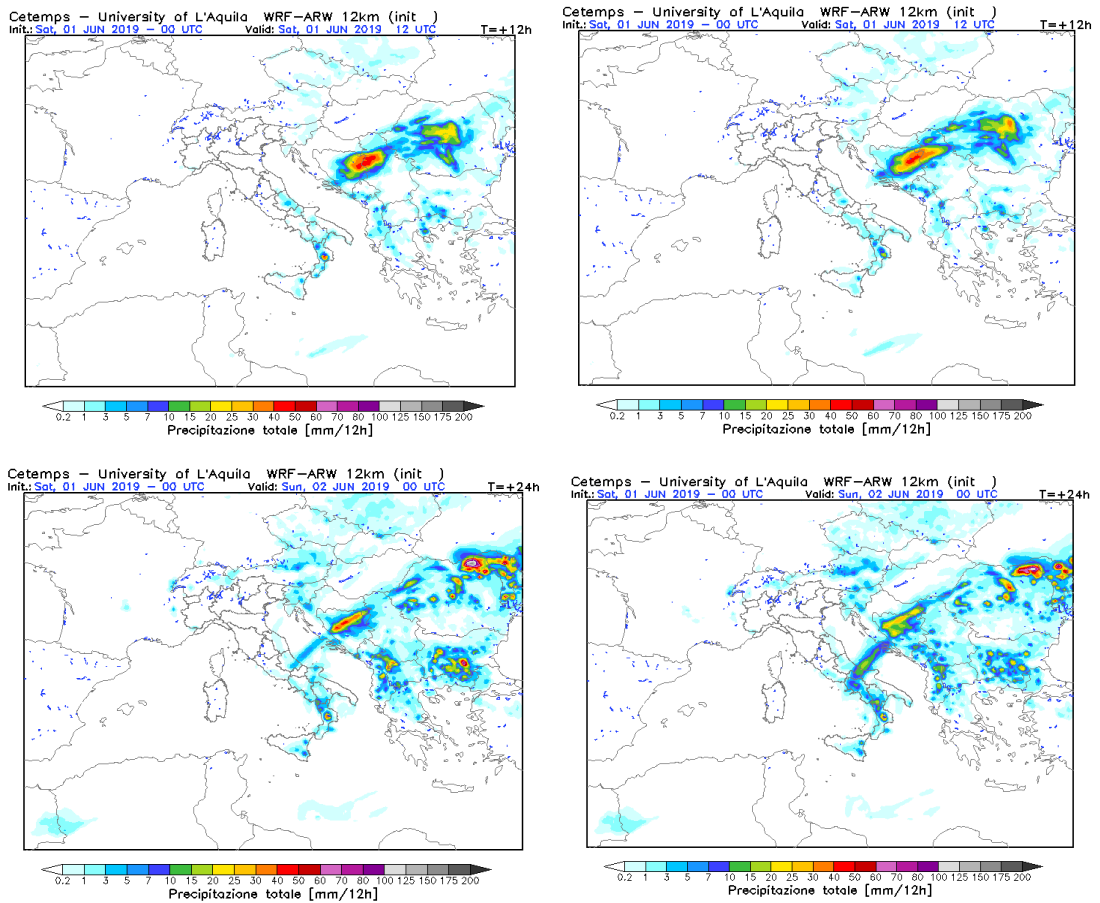 Cetemps – University of L'Aquila WRF-ARW 12km (init )
Init.: Sat, 01 JUN 2019 – 00 UTC Valid: Sat, 01 JUN 2019 12 UTC T=+12h
0.2 1 3 5 7 10 15 20 25 30 40 50 60 70 80 100 125 150 175 200
Precipitazione totale [mm/12h]
Cetemps – University of L'Aquila WRF-ARW 12km (init )
Init.: Sat, 01 JUN 2019 – 00 UTC Valid: Sat, 01 JUN 2019 12 UTC T=+12h
0.2 1 3 5 7 10 15 20 25 30 40 50 60 70 80 100 125 150 175 200
Precipitazione totale [mm/12h]
Cetemps – University of L'Aquila WRF-ARW 12km (init )
Init.: Sat, 01 JUN 2019 – 00 UTC Valid: Sun, 02 JUN 2019 00 UTC T=+24h
0.2 1 3 5 7 10 15 20 25 30 40 50 60 70 80 100 125 150 175 200
Precipitazione totale [mm/12h]
Cetemps – University of L'Aquila WRF-ARW 12km (init )
Init.: Sat, 01 JUN 2019 – 00 UTC Valid: Sun, 02 JUN 2019 00 UTC T=+24h
0.2 1 3 5 7 10 15 20 25 30 40 50 60 70 80 100 125 150 175 200
Precipitazione totale [mm/12h]